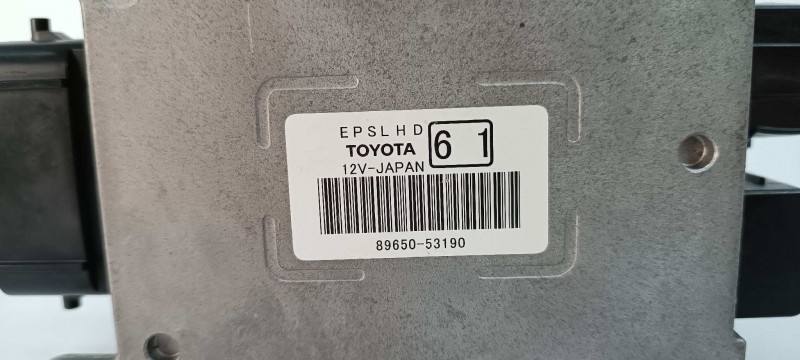 EPSLHD
TOYOTA 61
12V-JAPAN
89650-53190